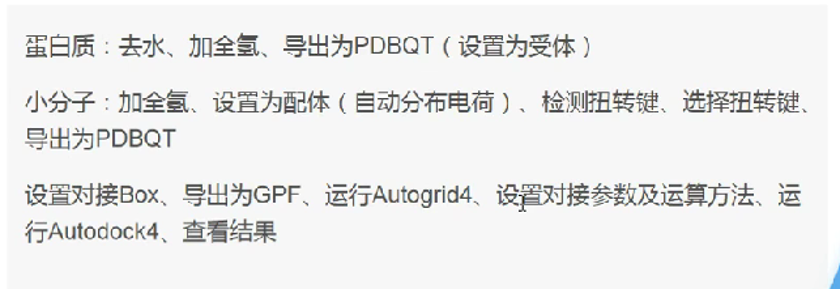 蛋白质：去水、加全氢、导出为PDBQT（设置为受体）
小分子：加全氢、设置为配体（自动分布电荷）、检测扭转键、选择扭转键、
导出为PDBQT
设置对接Box、导出为GPF、运行Autogrid4、设置对接参数及运算方法、运
行Autodock4、查看结果